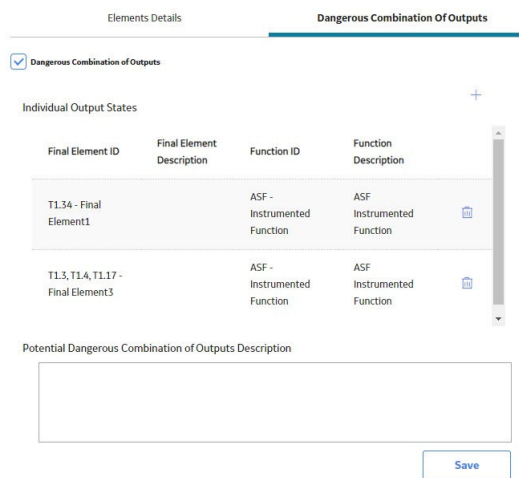 Elements Details
Dangerous Combination Of Outputs
Dangerous Combination of Outputs
Individual Output States
Final Element ID
Final Element
Description
Function ID
Function
Description
T1.34 - Final
Element1
ASF -
Instrumented
Function
ASF
Instrumented
Function
T1.3, T1.4, T1.17 -
Final Element3
ASF -
Instrumented
Function
ASF
Instrumented
Function
Potential Dangerous Combination of Outputs Description
Save